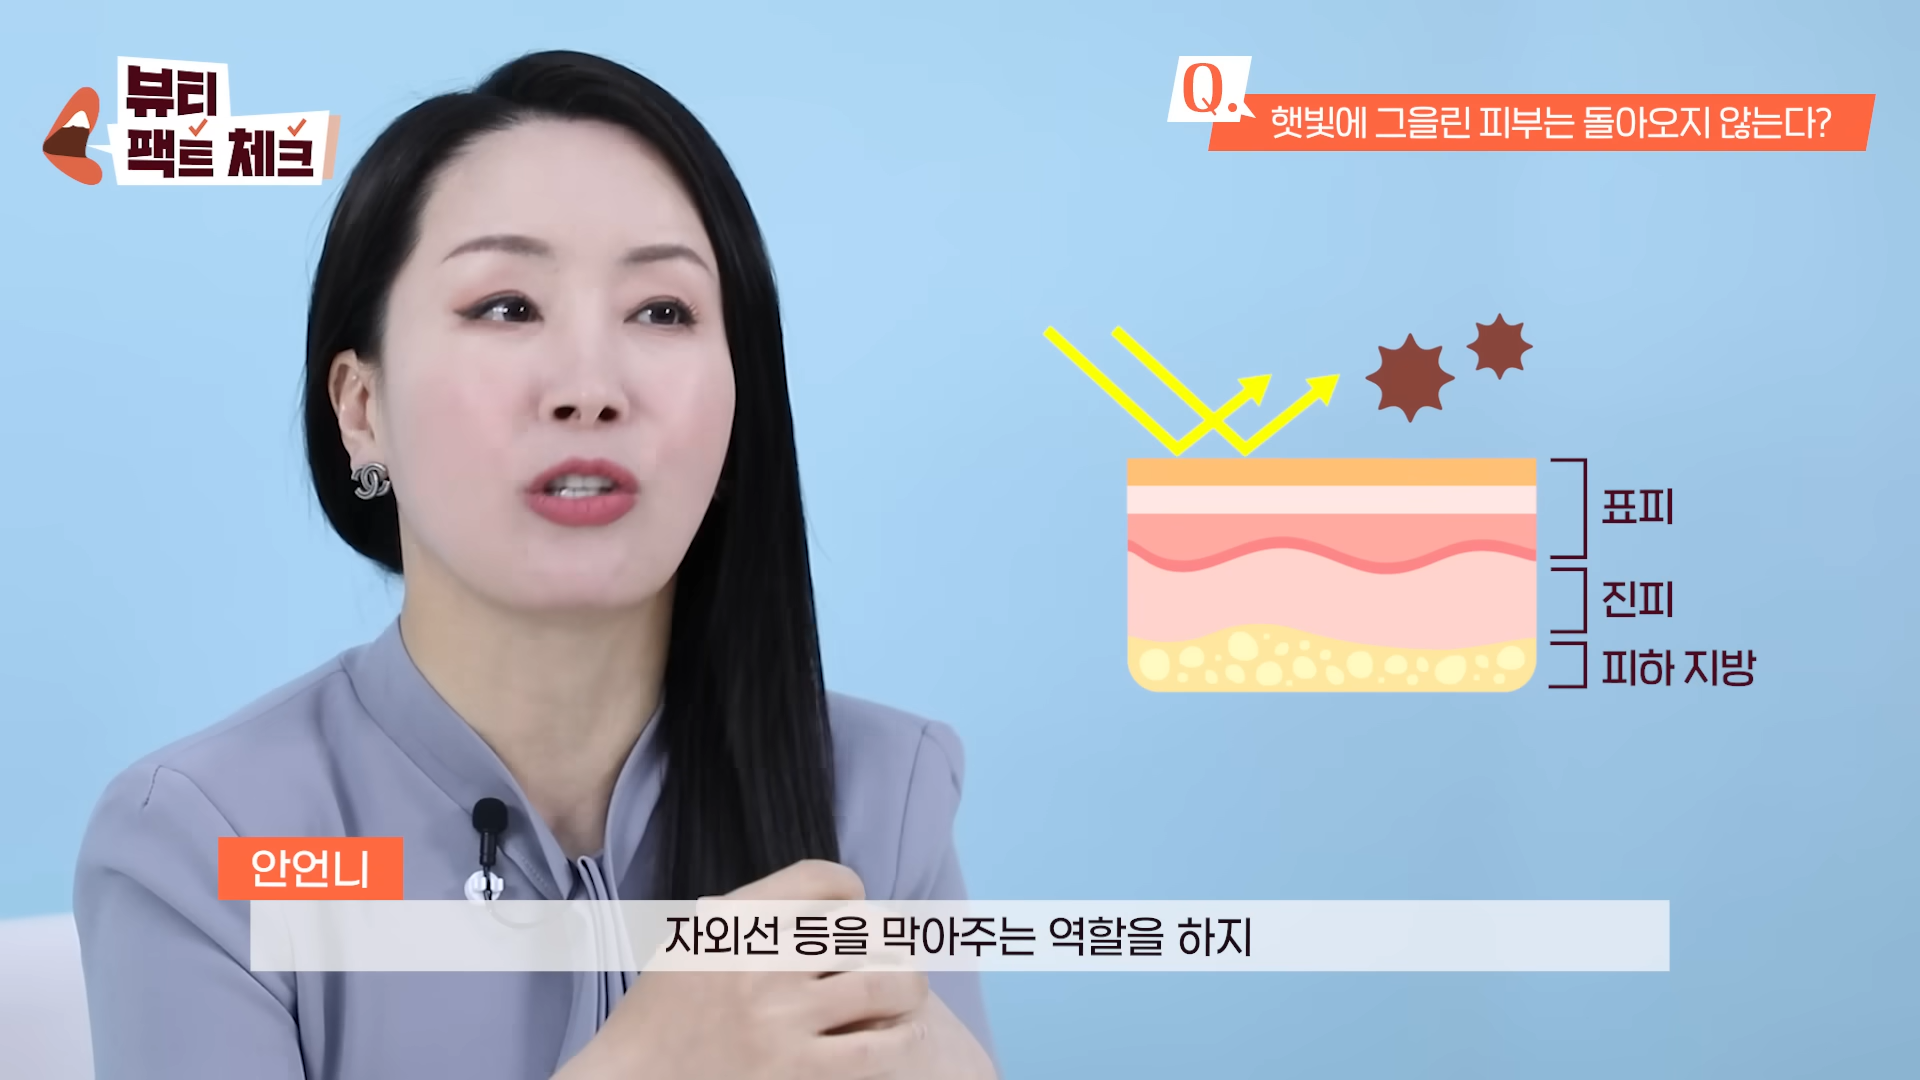 뷰티
팩트 체크
Q.
햇빛에 그을린 피부는 돌아오지 않는다?
표피
진피
피하 지방
안언니
자외선 등을 막아주는 역할을 하지